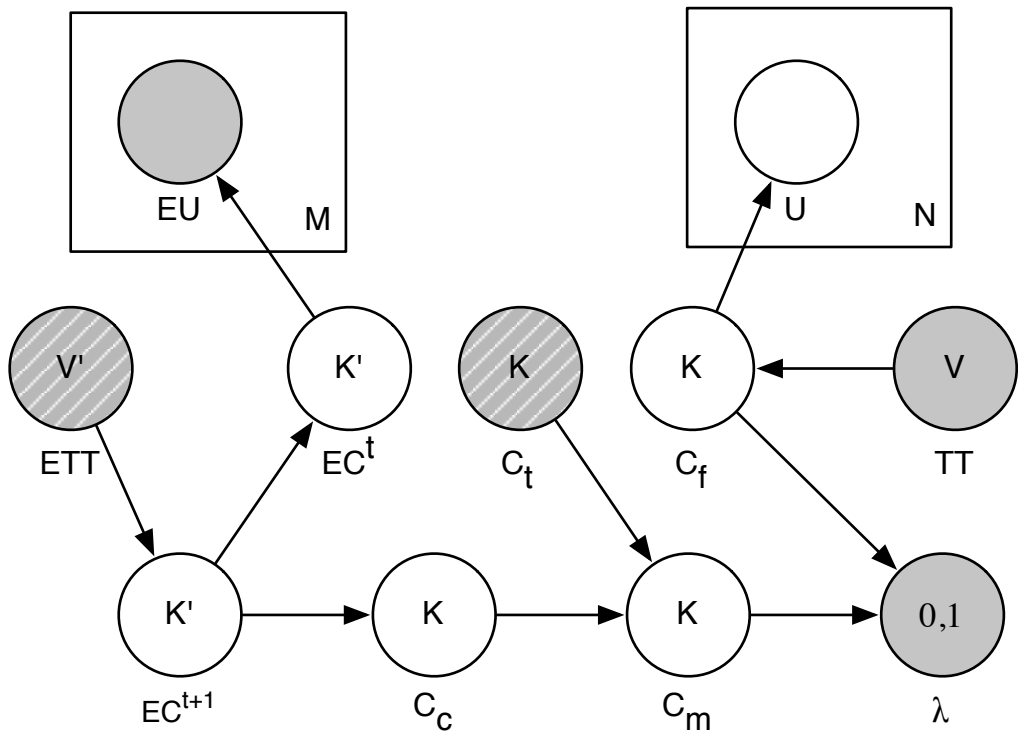 EU
M
U
N
V'
K'
K
K
V
ETT
EC^t
C_t
C_f
TT
K'
K
K
0,1
EC^{t+1}
C_c
C_m
λ